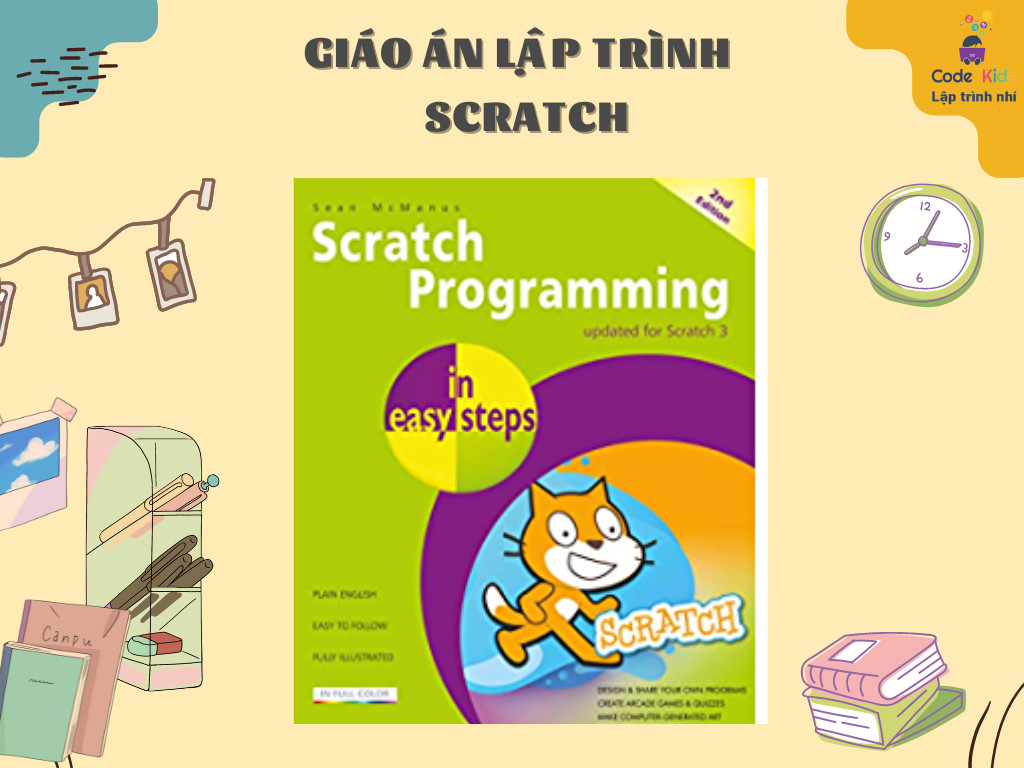 GIÁO ÁN LẬP TRÌNH
SCRATCH
Code Kids
Lập trình nhí
Sean McManus
2nd
Edition
Scratch
Programming
updated for Scratch 3
in
easy steps
PLAIN ENGLISH
EASY TO FOLLOW
FULLY ILLUSTRATED
IN FULL COLOR
SCRATCH
DESIGN & SHARE YOUR OWN PROGRAMS
CREATE ARCADE GAMES & QUIZZES
MAKE COMPUTER-GENERATED ART
12
9
3
6
Canpu